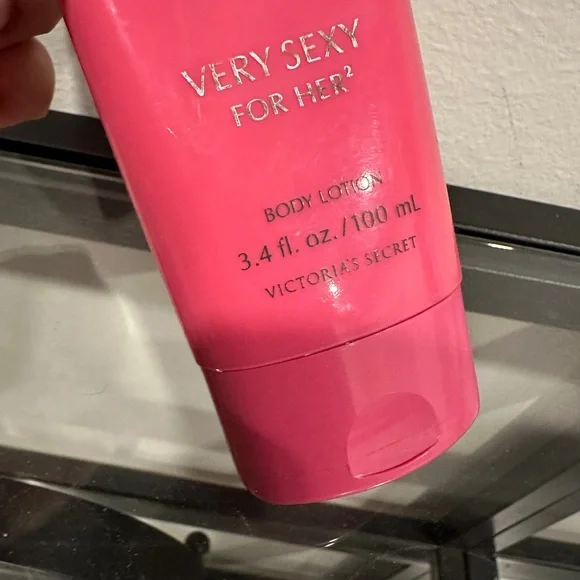 VERY SEXY
FOR HER²
BODY LOTION
3.4 fl. oz./100 mL
VICTORIA'S SECRET